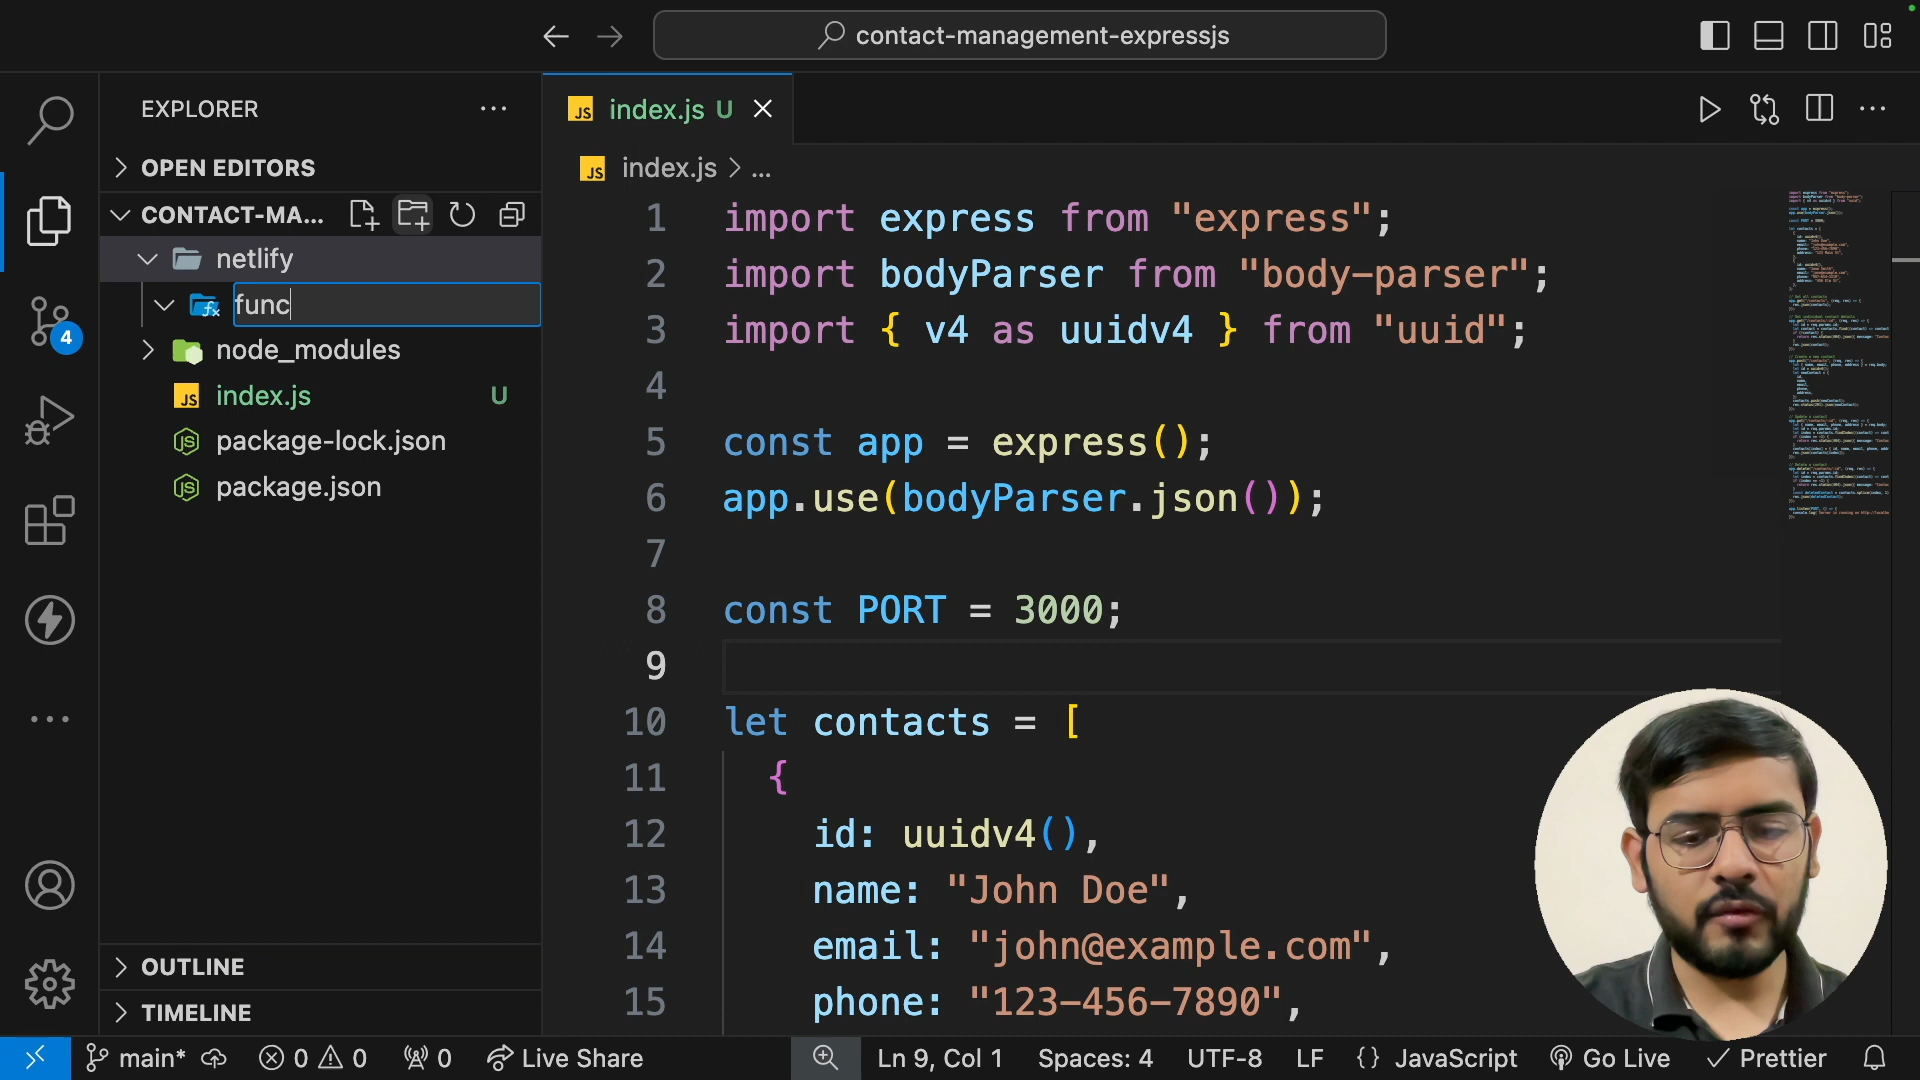 contact-management-expressjs
EXPLORER
OPEN EDITORS
CONTACT-MA...
netlify
func
node_modules
index.js U
package-lock.json
package.json
OUTLINE
TIMELINE
4
JS index.js U
JS index.js > ...
1 import express from "express";
2 import bodyParser from "body-parser";
3 import { v4 as uuidv4 } from "uuid";
4
5 const app = express();
6 app.use(bodyParser.json());
7
8 const PORT = 3000;
9
10 let contacts = [
11 {
12 id: uuidv4(),
13 name: "John Doe",
14 email: "john@example.com",
15 phone: "123-456-7890",
main* 0 0 0 Live Share Ln 9, Col 1 Spaces: 4 UTF-8 LF {} JavaScript Go Live Prettier